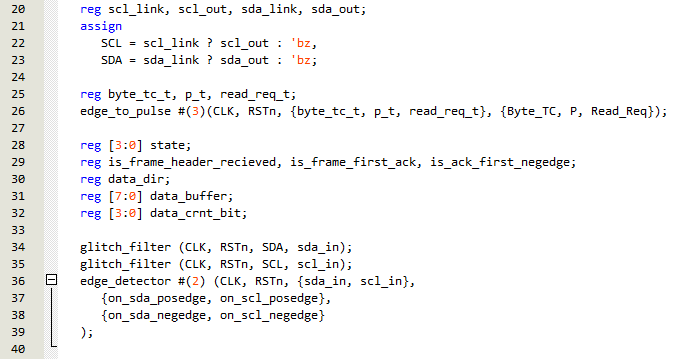 20 reg scl_link, scl_out, sda_link, sda_out;
21 assign
22 SCL = scl_link ? scl_out : 'bz,
23 SDA = sda_link ? sda_out : 'bz;
24
25 reg byte_tc_t, p_t, read_req_t;
26 edge_to_pulse #(3)(CLK, RSTn, {byte_tc_t, p_t, read_req_t}, {Byte_TC, P, Read_Req});
27
28 reg [3:0] state;
29 reg is_frame_header_recieved, is_frame_first_ack, is_ack_first_negedge;
30 reg data_dir;
31 reg [7:0] data_buffer;
32 reg [3:0] data_crnt_bit;
33
34 glitch_filter (CLK, RSTn, SDA, sda_in);
35 glitch_filter (CLK, RSTn, SCL, scl_in);
36 edge_detector #(2) (CLK, RSTn, {sda_in, scl_in},
37 {on_sda_posedge, on_scl_posedge},
38 {on_sda_negedge, on_scl_negedge}
39 );
40